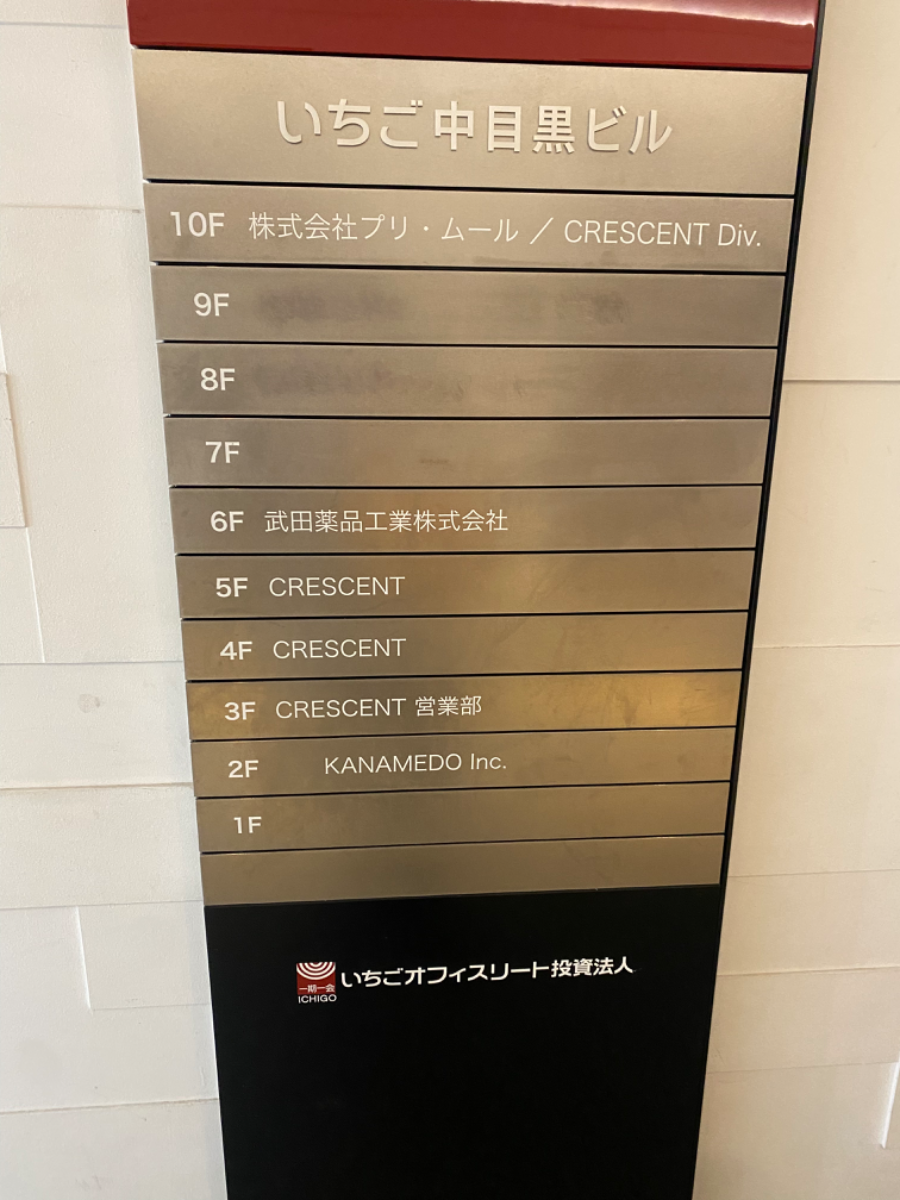 いちご中目黒ビル
10F 株式会社プリ・ムール ／ CRESCENT Div.
9F
8F
7F
6F 武田薬品工業株式会社
5F CRESCENT
4F CRESCENT
3F CRESCENT 営業部
2F KANAMEDO Inc.
1F
一期一会
ICHIGO
いちごオフィスリート投資法人